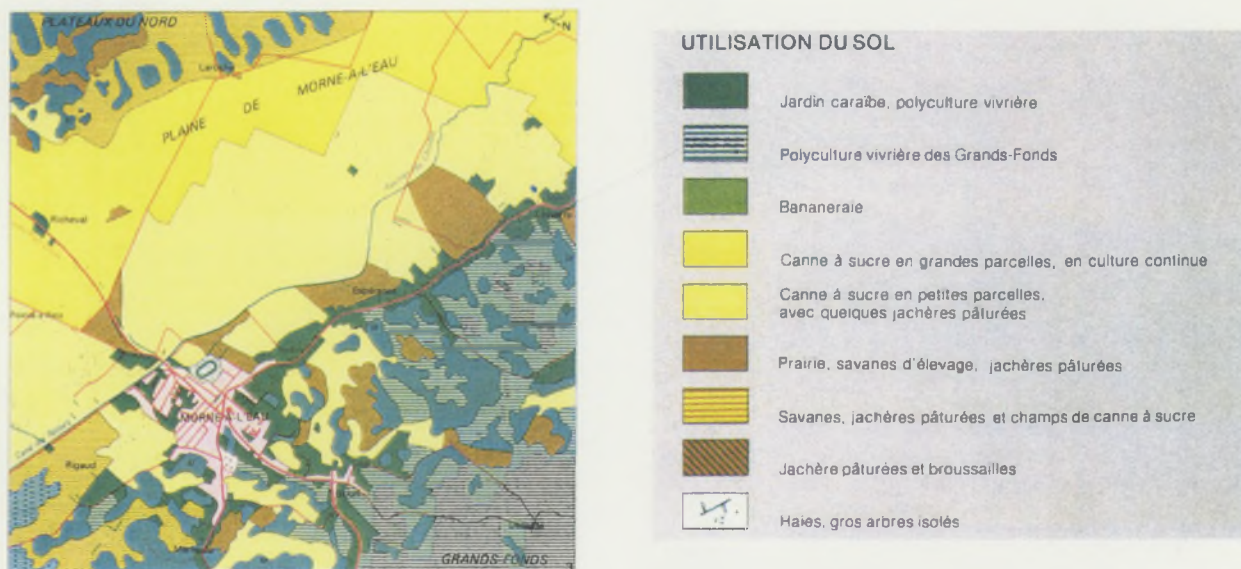 PLATEAUX DU NORD
N
PLAINE DE MORNE-A-L'EAU
Richeval
Espérance
MORNE-A-L'EAU
Rigaud
GRANDS-FONDS
UTILISATION DU SOL
Jardin caraïbe, polyculture vivrière
Polyculture vivrière des Grands-Fonds
Bananeraie
Canne à sucre en grandes parcelles, en culture continue
Canne à sucre en petites parcelles,
avec quelques jachères pâturées
Prairie, savanes d'élevage, jachères pâturées
Savanes, jachères pâturées et champs de canne à sucre
Jachère pâturées et broussailles
Haies, gros arbres isolés